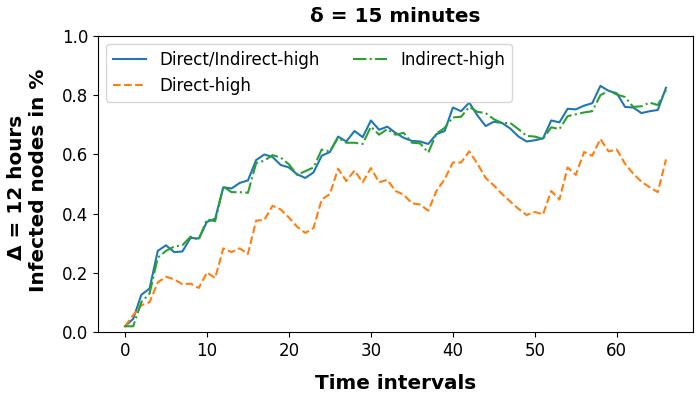 δ = 15 minutes
Δ = 12 hours
Infected nodes in %
1.0
0.8
0.6
0.4
0.2
0.0
Direct/Indirect-high
Direct-high
Indirect-high
0 10 20 30 40 50 60
Time intervals